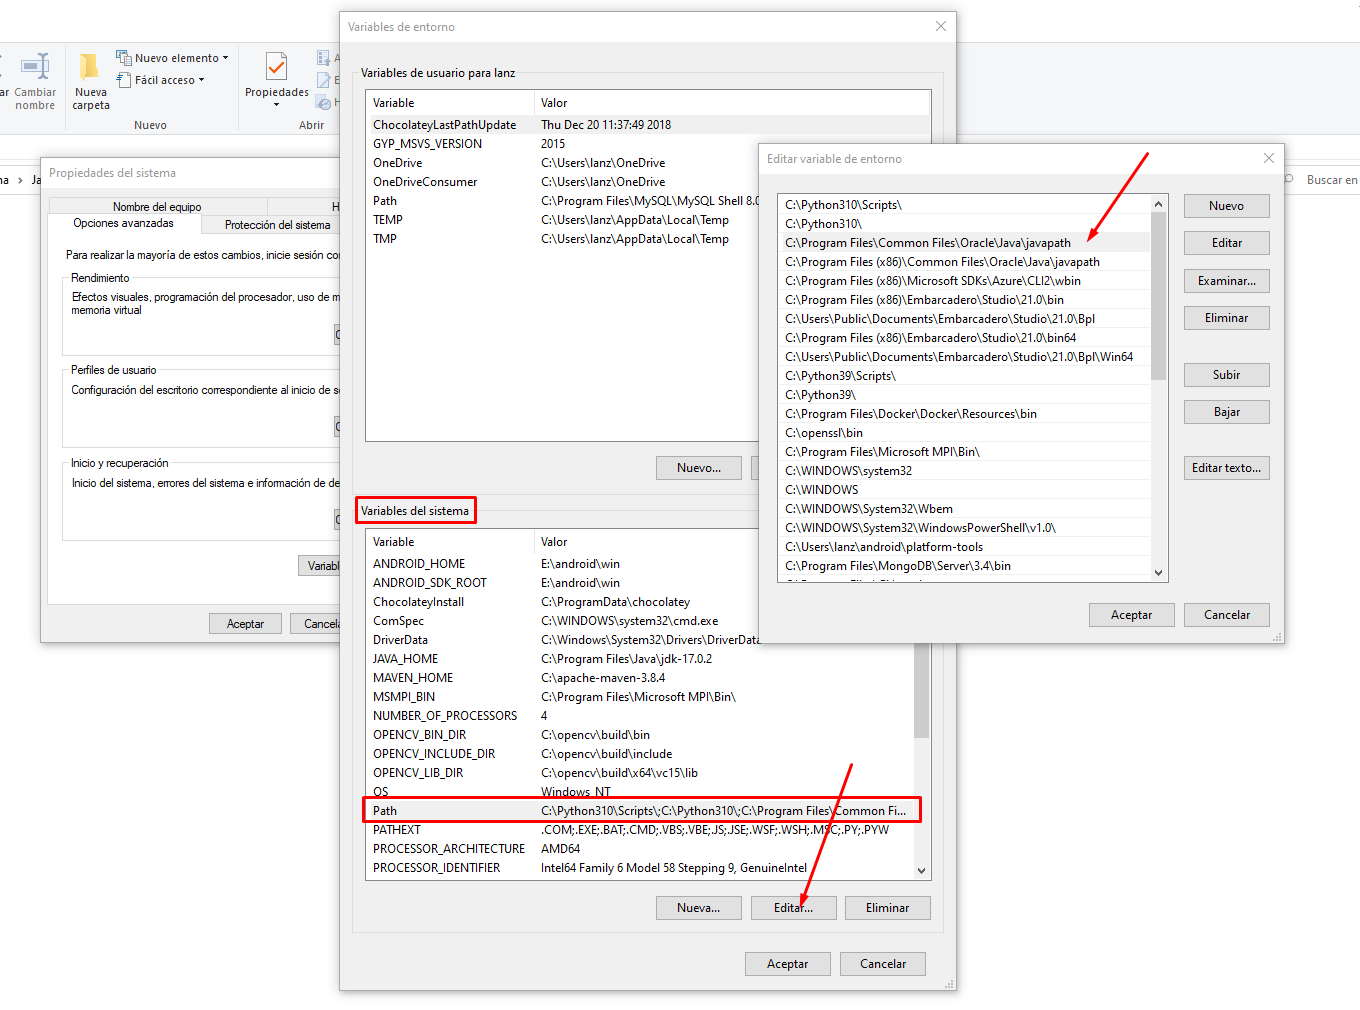 Variables de entorno
Nuevo elemento
Fácil acceso
Cambiar nombre
Nueva carpeta
Propiedades
Nuevo
Abrir
Buscar en
Propiedades del sistema
Nombre del equipo
Opciones avanzadas
Protección del sistema
Para realizar la mayoría de estos cambios, inicie sesión
Rendimiento
Efectos visuales, programación del procesador, uso de
memoria virtual
Perfiles de usuario
Configuración del escritorio correspondiente al inicio de
Inicio y recuperación
Inicio del sistema, errores del sistema e información de
Aceptar
Variables de usuario para lanz
Variable Valor
ChocolateyLastPathUpdate Thu Dec 20 11:37:49 2018
GYP_MSVS_VERSION 2015
OneDrive C:\Users\lanz\OneDrive
OneDriveConsumer C:\Users\lanz\OneDrive
Path C:\Program Files\MySQL\MySQL Shell 8.0
TEMP C:\Users\lanz\AppData\Local\Temp
TMP C:\Users\lanz\AppData\Local\Temp
Nuevo...
Variables del sistema
Variable Valor
ANDROID_HOME E:\android\win
ANDROID_SDK_ROOT E:\android\win
ChocolateyInstall C:\ProgramData\chocolatey
ComSpec C:\WINDOWS\system32\cmd.exe
DriverData C:\Windows\System32\Drivers\DriverData
JAVA_HOME C:\Program Files\Java\jdk-17.0.2
MAVEN_HOME C:\apache-maven-3.8.4
MSMPI_BIN C:\Program Files\Microsoft MPI\Bin\
NUMBER_OF_PROCESSORS 4
OPENCV_BIN_DIR C:\opencv\build\bin
OPENCV_INCLUDE_DIR C:\opencv\build\include
OPENCV_LIB_DIR C:\opencv\build\x64\vc15\lib
OS Windows_NT
Path C:\Python310\Scripts\;C:\Python310\;C:\Program Files\Common Fi...
PATHEXT .COM;.EXE;.BAT;.CMD;.VBS;.VBE;.JS;.JSE;.WSF;.WSH;.MSC;.PY;.PYW
PROCESSOR_ARCHITECTURE AMD64
PROCESSOR_IDENTIFIER Intel64 Family 6 Model 58 Stepping 9, GenuineIntel
Nueva... Editar... Eliminar
Aceptar Cancelar
Editar variable de entorno
C:\Python310\Scripts\
C:\Python310\
C:\Program Files\Common Files\Oracle\Java\javapath
C:\Program Files (x86)\Common Files\Oracle\Java\javapath
C:\Program Files (x86)\Microsoft SDKs\Azure\CLI2\wbin
C:\Program Files (x86)\Embarcadero\Studio\21.0\bin
C:\Users\Public\Documents\Embarcadero\Studio\21.0\Bpl
C:\Program Files (x86)\Embarcadero\Studio\21.0\bin64
C:\Users\Public\Documents\Embarcadero\Studio\21.0\Bpl\Win64
C:\Python39\Scripts\
C:\Python39\
C:\Program Files\Docker\Docker\Resources\bin
C:\openssl\bin
C:\Program Files\Microsoft MPI\Bin\
C:\WINDOWS\system32
C:\WINDOWS
C:\WINDOWS\System32\Wbem
C:\WINDOWS\System32\WindowsPowerShell\v1.0\
C:\Users\lanz\android\platform-tools
C:\Program Files\MongoDB\Server\3.4\bin
Nuevo
Editar
Examinar...
Eliminar
Subir
Bajar
Editar texto...
Aceptar Cancelar